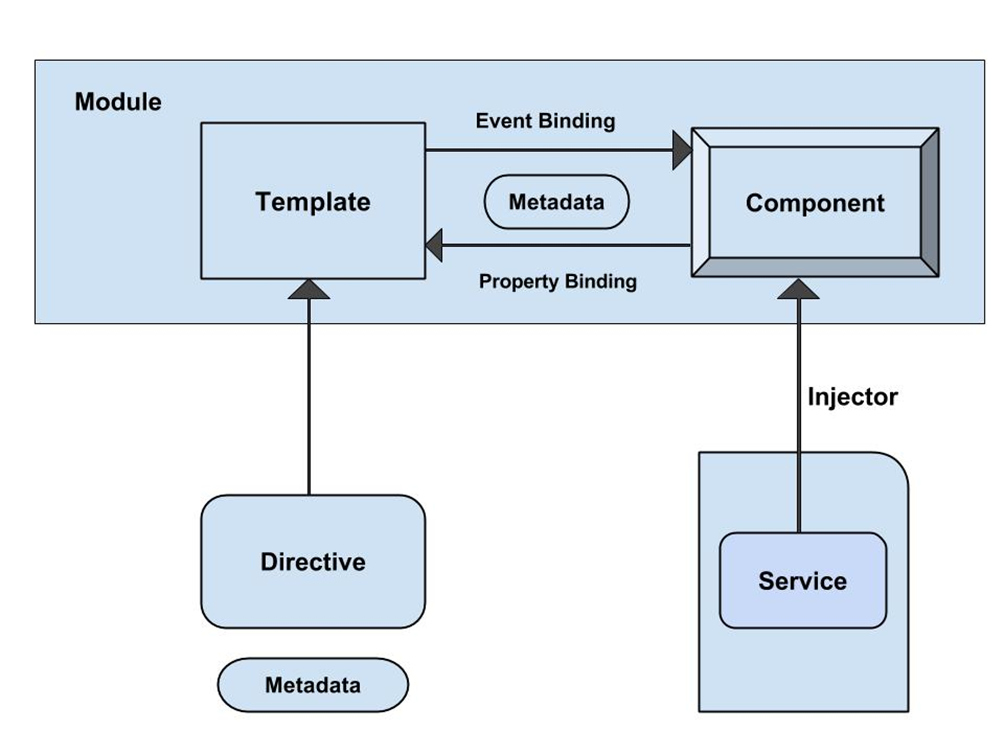 Module
Event Binding
Template
Metadata
Component
Property Binding
Injector
Directive
Service
Metadata